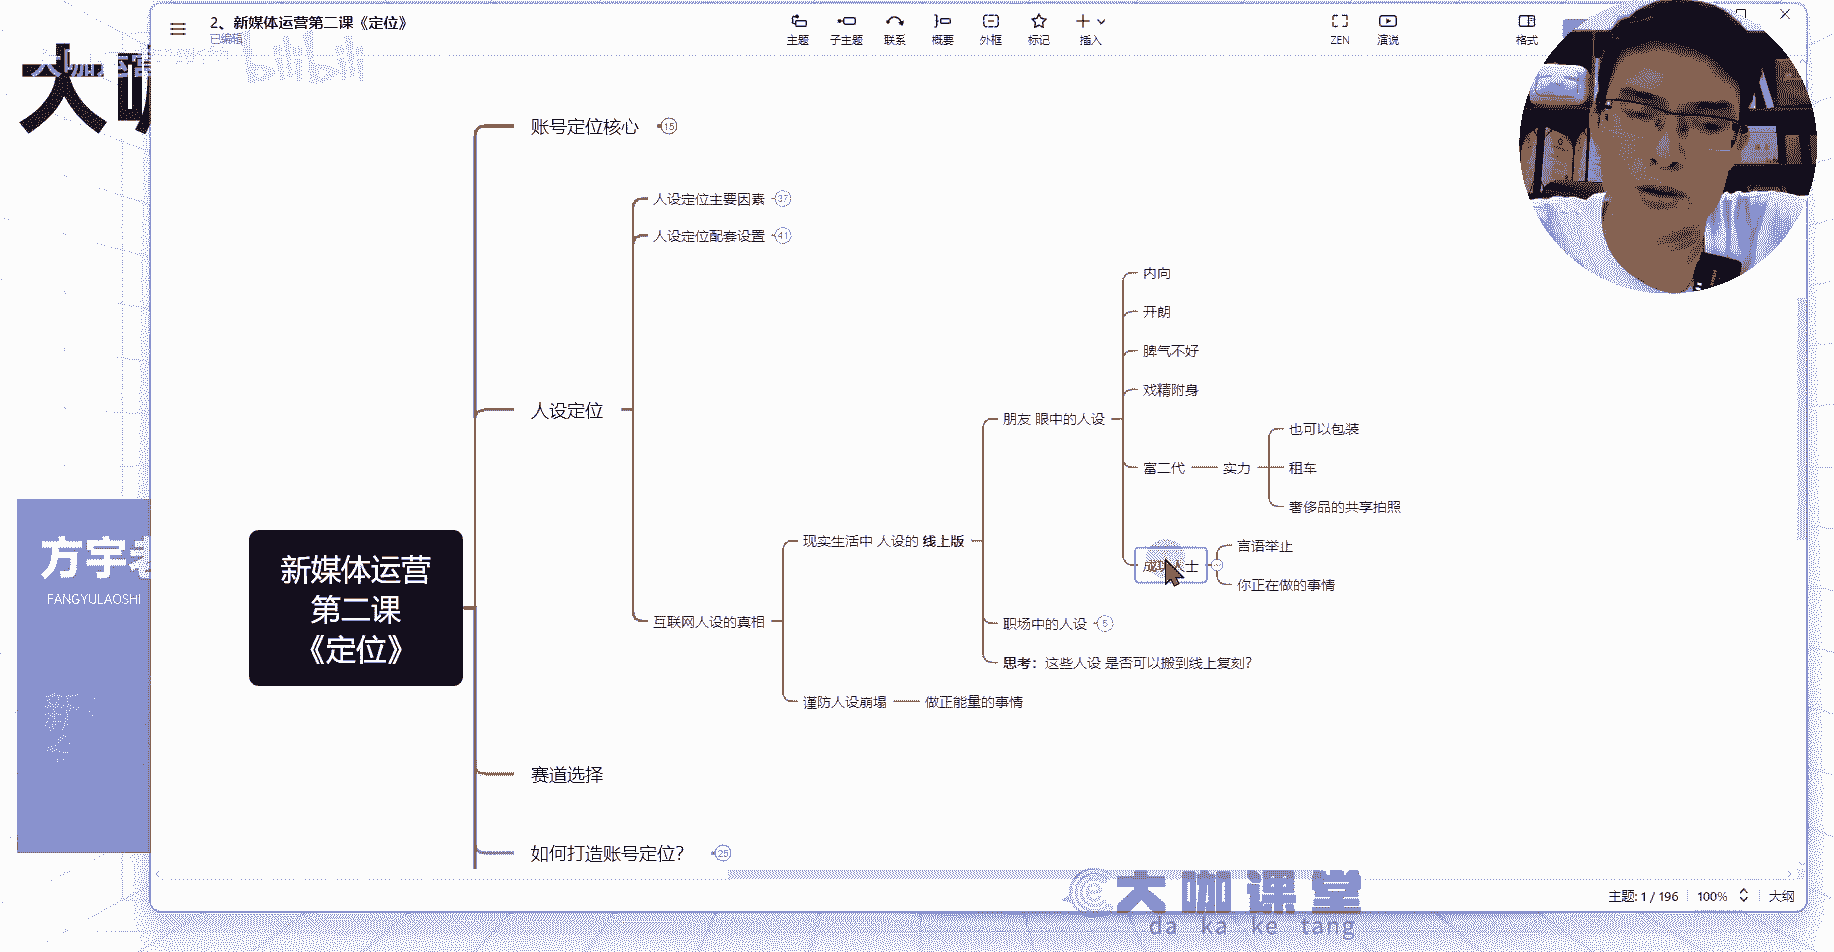 2、新媒体运营第二课《定位》
已编辑
主题
子主题
联系
概要
外框
标记
插入
ZEN
演说
格式
大咖运营
bilibili
大咖
账号定位核心 15
人设定位主要因素 37
人设定位配套设置 41
内向
开朗
脾气不好
戏精附身
人设定位
朋友 眼中的人设
也可以包装
富二代
实力
租车
奢侈品的共享拍照
方宇老
FANGYULAOSHI
新媒体运营
第二课
《定位》
现实生活中 人设的 线上版
言语举止
成功人士
你正在做的事情
互联网人设的真相
职场中的人设 5
思考：这些人设 是否可以搬到线上复刻？
谨防人设崩塌
做正能量的事情
赛道选择
如何打造账号定位？ 25
大咖课堂
da ka ke tang
主题: 1 / 196
100%
大纲